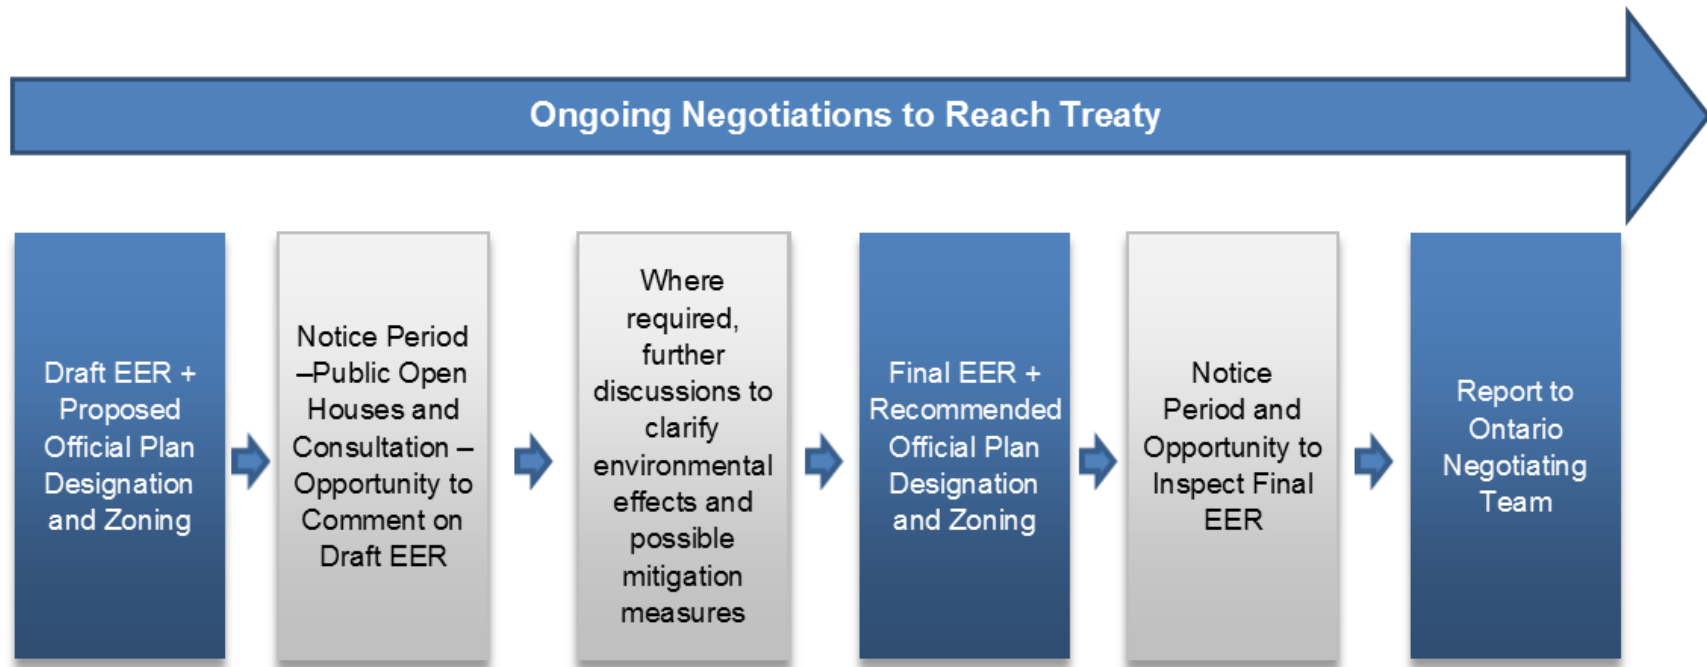 Ongoing Negotiations to Reach Treaty
Draft EER +
Proposed
Official Plan
Designation
and Zoning
Notice Period
–Public Open
Houses and
Consultation –
Opportunity to
Comment on
Draft EER
Where
required,
further
discussions to
clarify
environmental
effects and
possible
mitigation
measures
Final EER +
Recommended
Official Plan
Designation
and Zoning
Notice
Period and
Opportunity to
Inspect Final
EER
Report to
Ontario
Negotiating
Team